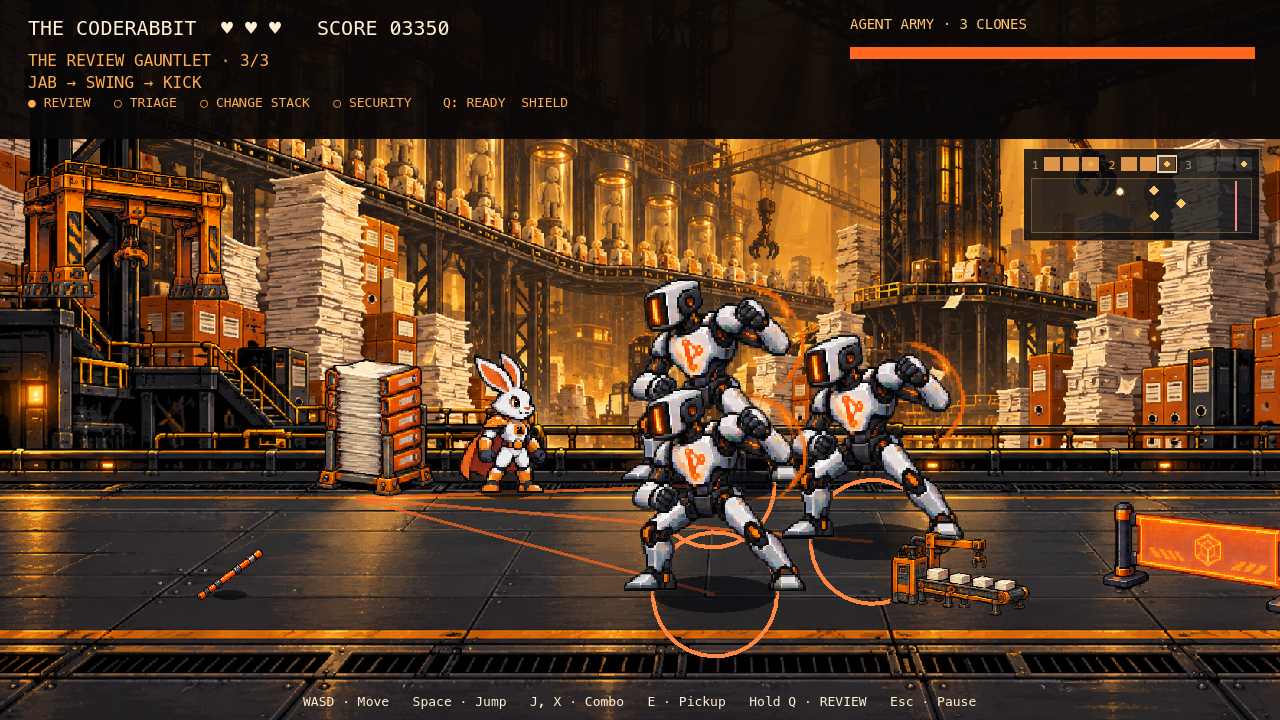 THE CODERABBIT ♥ ♥ ♥ SCORE 03350
AGENT ARMY · 3 CLONES
THE REVIEW GAUNTLET · 3/3
JAB → SWING → KICK
● REVIEW ○ TRIAGE ○ CHANGE STACK ○ SECURITY Q: READY SHIELD
1 2 3
WASD · Move Space · Jump J, X · Combo E · Pickup Hold Q · REVIEW Esc · Pause